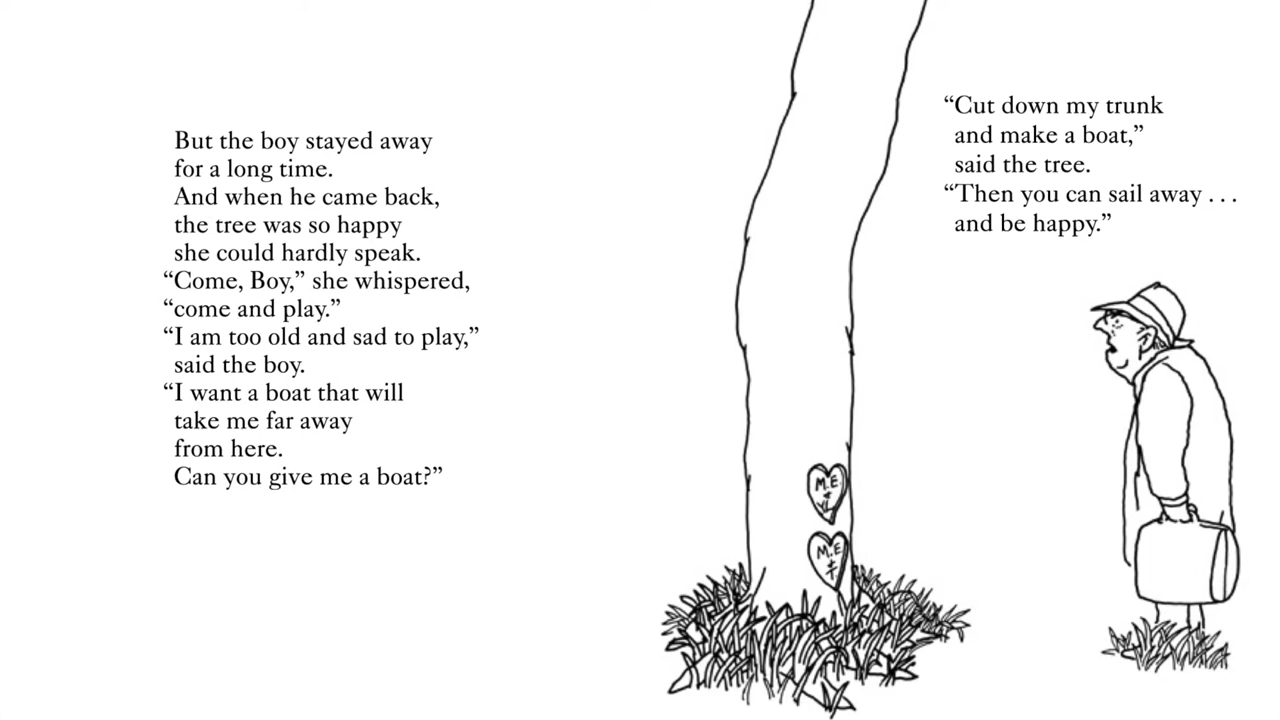 But the boy stayed away
for a long time.
And when he came back,
the tree was so happy
she could hardly speak.
“Come, Boy,” she whispered,
“come and play.”
“I am too old and sad to play,”
said the boy.
“I want a boat that will
take me far away
from here.
Can you give me a boat?”
“Cut down my trunk
and make a boat,”
said the tree.
“Then you can sail away . . .
and be happy.”
M.E.
+
Y.L.
M.E
+
T